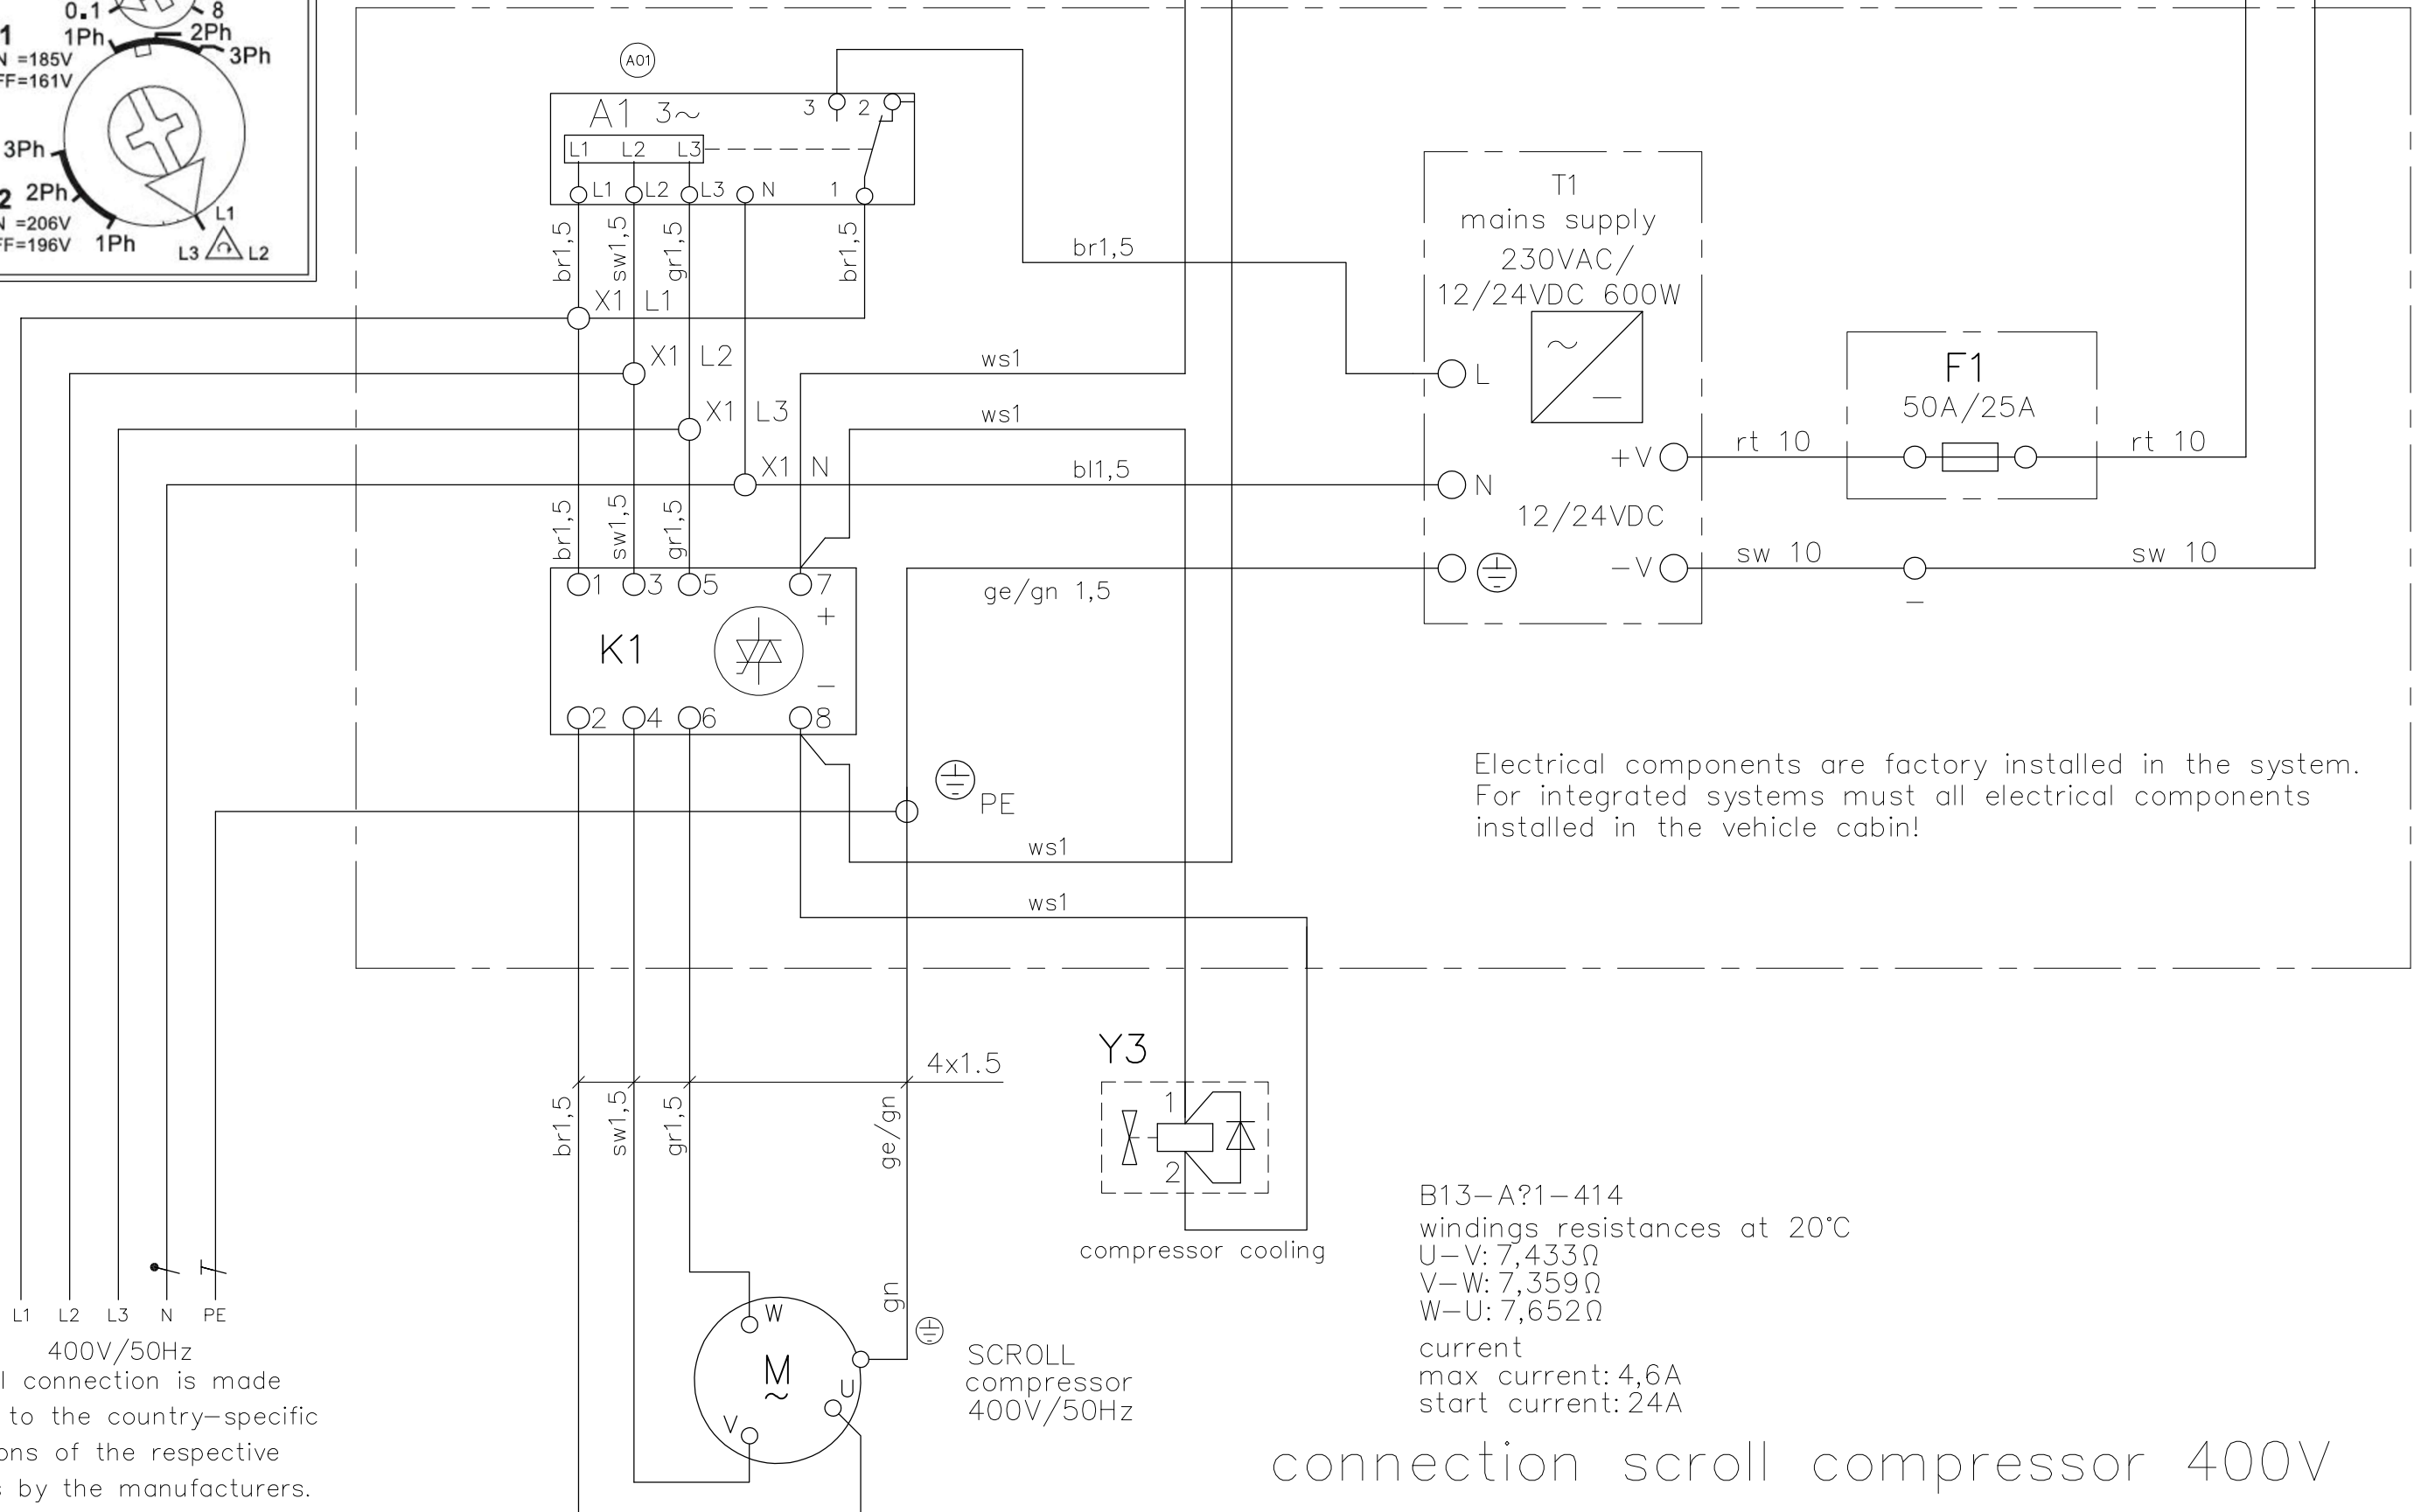 0.1
8
1Ph
2Ph
3Ph
1
N =185V
FF=161V
3Ph
2Ph
2
N =206V
FF=196V
1Ph
L1
L3
L2
A01
A1 3~
3
2
L1 L2 L3
L1 L2 L3 N 1
br1,5
sw1,5
gr1,5
br1,5
br1,5
X1 L1
X1 L2
X1 L3
X1 N
ws1
ws1
bl1,5
br1,5
sw1,5
gr1,5
1 3 5 7
+
K1
−
2 4 6 8
ge/gn 1,5
PE
ws1
ws1
T1
mains supply
230VAC/
12/24VDC 600W
~
—
L
+V
N
12/24VDC
−V
F1
50A/25A
rt 10
rt 10
sw 10
sw 10
−
Electrical components are factory installed in the system.
For integrated systems must all electrical components
installed in the vehicle cabin!
4x1.5
br1,5
sw1,5
gr1,5
ge/gn
gn
Y3
1
2
compressor cooling
W
M
~
U
V
SCROLL
compressor
400V/50Hz
B13−A?1−414
windings resistances at 20°C
U−V: 7,433Ω
V−W: 7,359Ω
W−U: 7,652Ω
current
max current: 4,6A
start current: 24A
L1 L2 L3 N PE
400V/50Hz
l connection is made
to the country−specific
ons of the respective
s by the manufacturers.
connection scroll compressor 400V